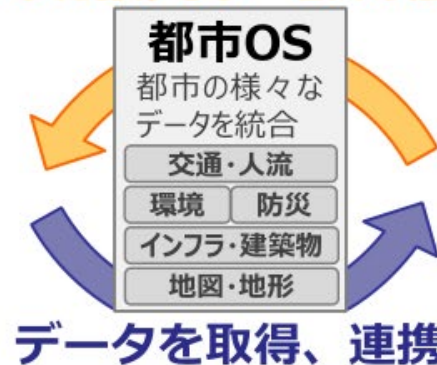 都市OS
都市の様々な
データを統合
交通・人流
環境 防災
インフラ・建築物
地図・地形
データを取得、連携